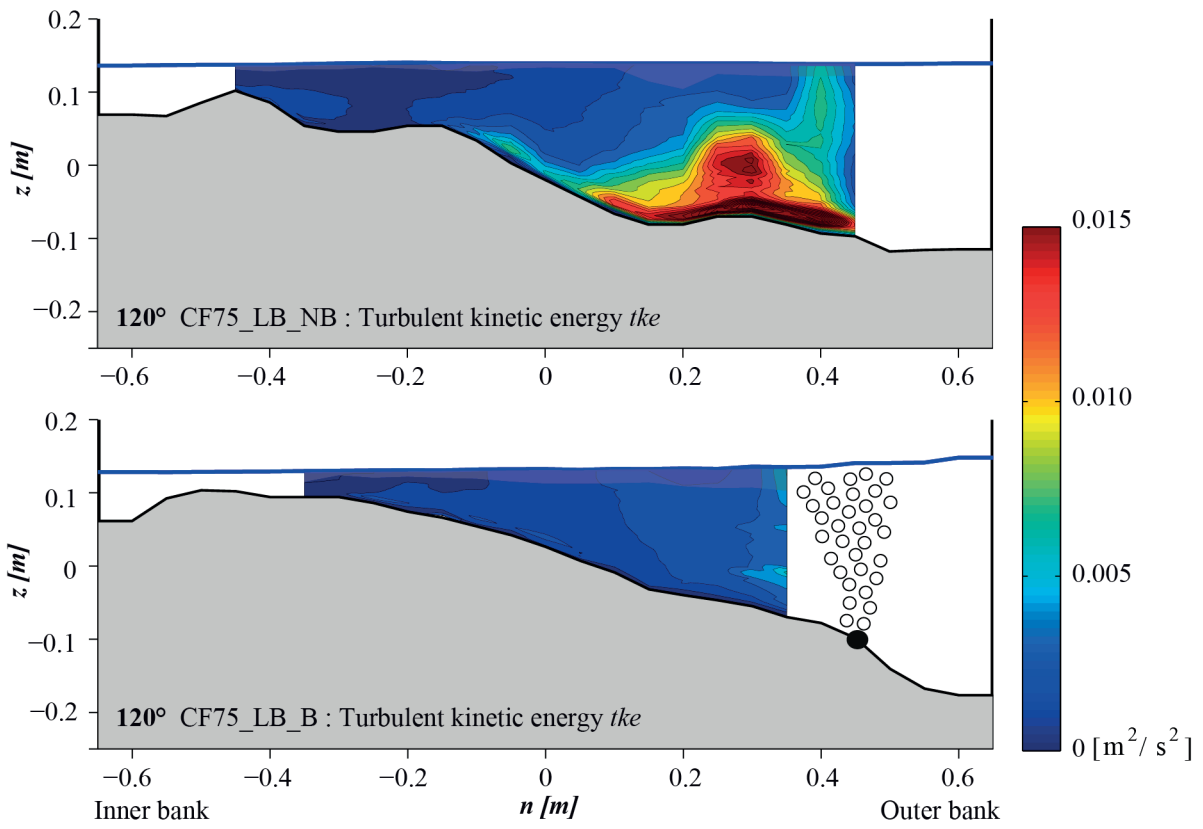 0.2
0.1
0
−0.1
−0.2
z [m]
120° CF75_LB_NB : Turbulent kinetic energy tke
−0.6 −0.4 −0.2 0 0.2 0.4 0.6
0.2
0.1
0
−0.1
−0.2
z [m]
120° CF75_LB_B : Turbulent kinetic energy tke
−0.6 −0.4 −0.2 0 0.2 0.4 0.6
Inner bank n [m] Outer bank
0.015
0.010
0.005
0 [m²/ s²]